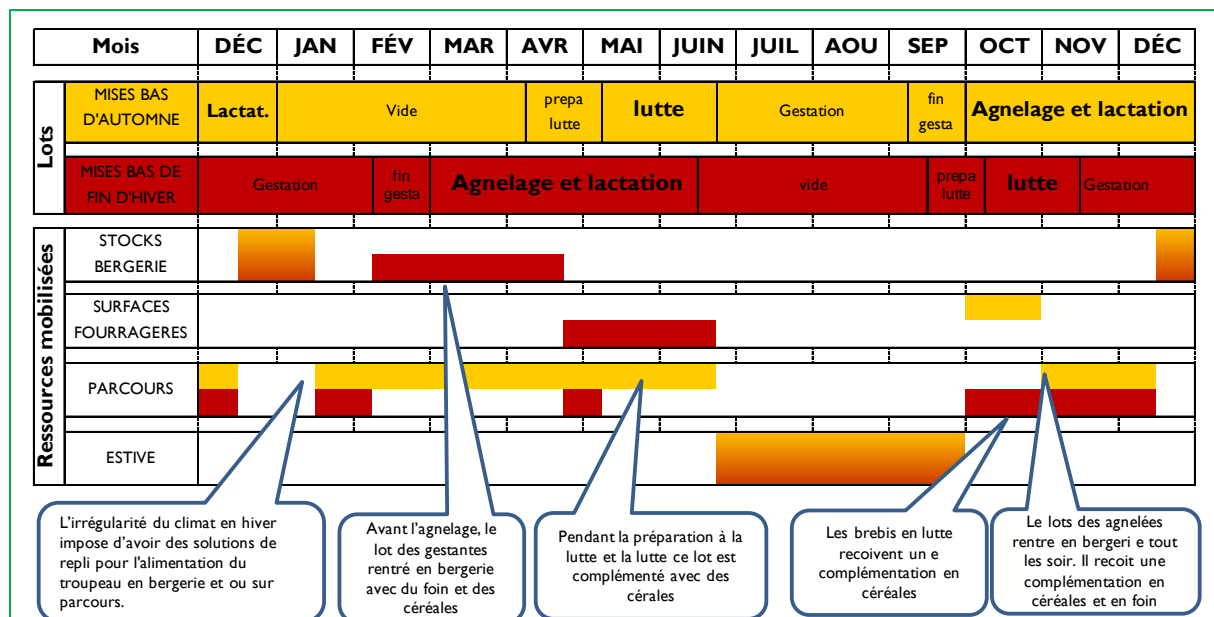 Mois DÉC JAN FÉV MAR AVR MAI JUIN JUIL AOU SEP OCT NOV DÉC
Lots
MISES BAS
D'AUTOMNE
Lactat.
Vide
prepa
lutte
lutte
Gestation
fin
gesta
Agnelage et lactation
MISES BAS DE
FIN D'HIVER
Gestation
fin
gesta
Agnelage et lactation
vide
prepa
lutte
lutte
Gestation
Ressources mobilisées
STOCKS
BERGERIE
SURFACES
FOURRAGERES
PARCOURS
ESTIVE
L'irrégularité du climat en hiver
impose d'avoir des solutions de
repli pour l'alimentation du
troupeau en bergerie et ou sur
parcours.
Avant l'agnelage, le
lot des gestantes
rentré en bergerie
avec du foin et des
céréales
Pendant la préparation à la
lutte et la lutte ce lot est
complémenté avec des
cérales
Les brebis en lutte
recoivent un e
complémentation en
céréales
Le lots des agnelées
rentre en bergeri e tout
les soir. Il recoit une
complémentation en
céréales et en foin